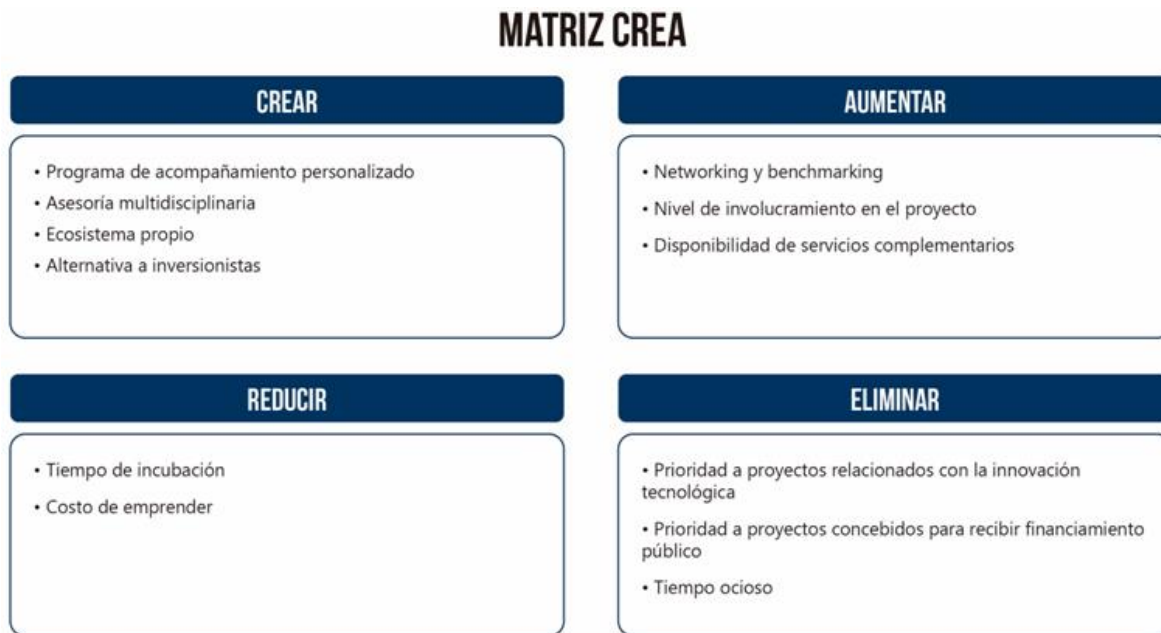 MATRIZ CREA
CREAR
• Programa de acompañamiento personalizado
• Asesoría multidisciplinaria
• Ecosistema propio
• Alternativa a inversionistas
AUMENTAR
• Networking y benchmarking
• Nivel de involucramiento en el proyecto
• Disponibilidad de servicios complementarios
REDUCIR
• Tiempo de incubación
• Costo de emprender
ELIMINAR
• Prioridad a proyectos relacionados con la innovación
tecnológica
• Prioridad a proyectos concebidos para recibir financiamiento
público
• Tiempo ocioso